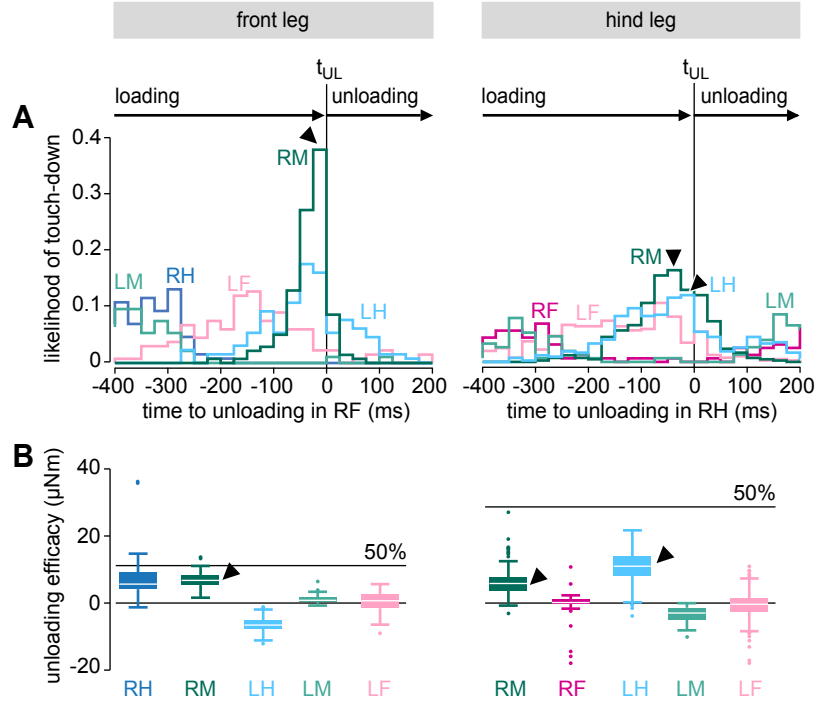 front leg
hind leg
t_UL
t_UL
loading
unloading
loading
unloading
A
likelihood of touch-down
0.4
0.3
0.2
0.1
0
RM
LM
RH
LF
LH
RM
LH
RF
LF
LM
-400 -300 -200 -100 0 100 200
-400 -300 -200 -100 0 100 200
time to unloading in RF (ms)
time to unloading in RH (ms)
B
unloading efficacy (µNm)
40
20
0
-20
50%
50%
RH RM LH LM LF
RM RF LH LM LF